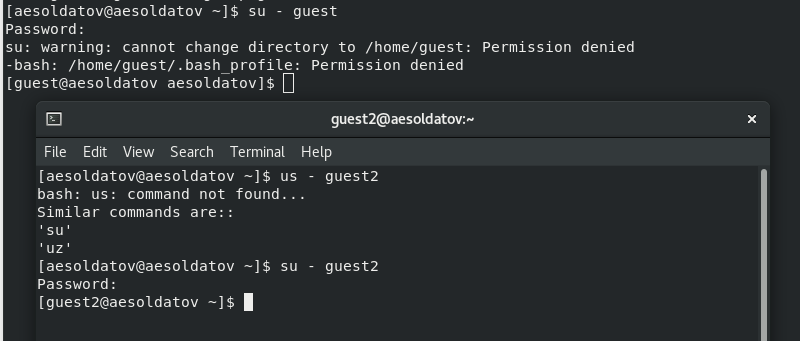 [aesoldatov@aesoldatov ~]$ su - guest
Password:
su: warning: cannot change directory to /home/guest: Permission denied
-bash: /home/guest/.bash_profile: Permission denied
[guest@aesoldatov aesoldatov]$
guest2@aesoldatov:~
File Edit View Search Terminal Help
[aesoldatov@aesoldatov ~]$ us - guest2
bash: us: command not found...
Similar commands are::
'su'
'uz'
[aesoldatov@aesoldatov ~]$ su - guest2
Password:
[guest2@aesoldatov ~]$